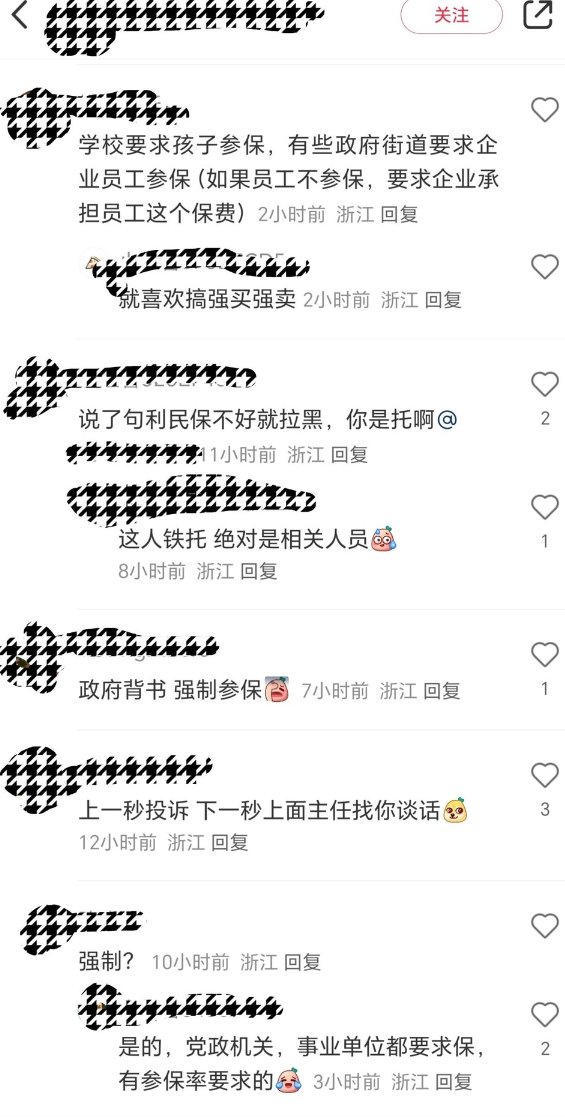 关注
学校要求孩子参保，有些政府街道要求企
业员工参保（如果员工不参保，要求企业承
担员工这个保费）2小时前 浙江 回复
就喜欢搞强买强卖 2小时前 浙江 回复
说了句利民保不好就拉黑，你是托啊@
11小时前 浙江 回复
2
这人铁托 绝对是相关人员
8小时前 浙江 回复
1
政府背书 强制参保 7小时前 浙江 回复
1
上一秒投诉 下一秒上面主任找你谈话
12小时前 浙江 回复
3
强制？ 10小时前 浙江 回复
是的，党政机关，事业单位都要求保，
有参保率要求的 3小时前 浙江 回复
2